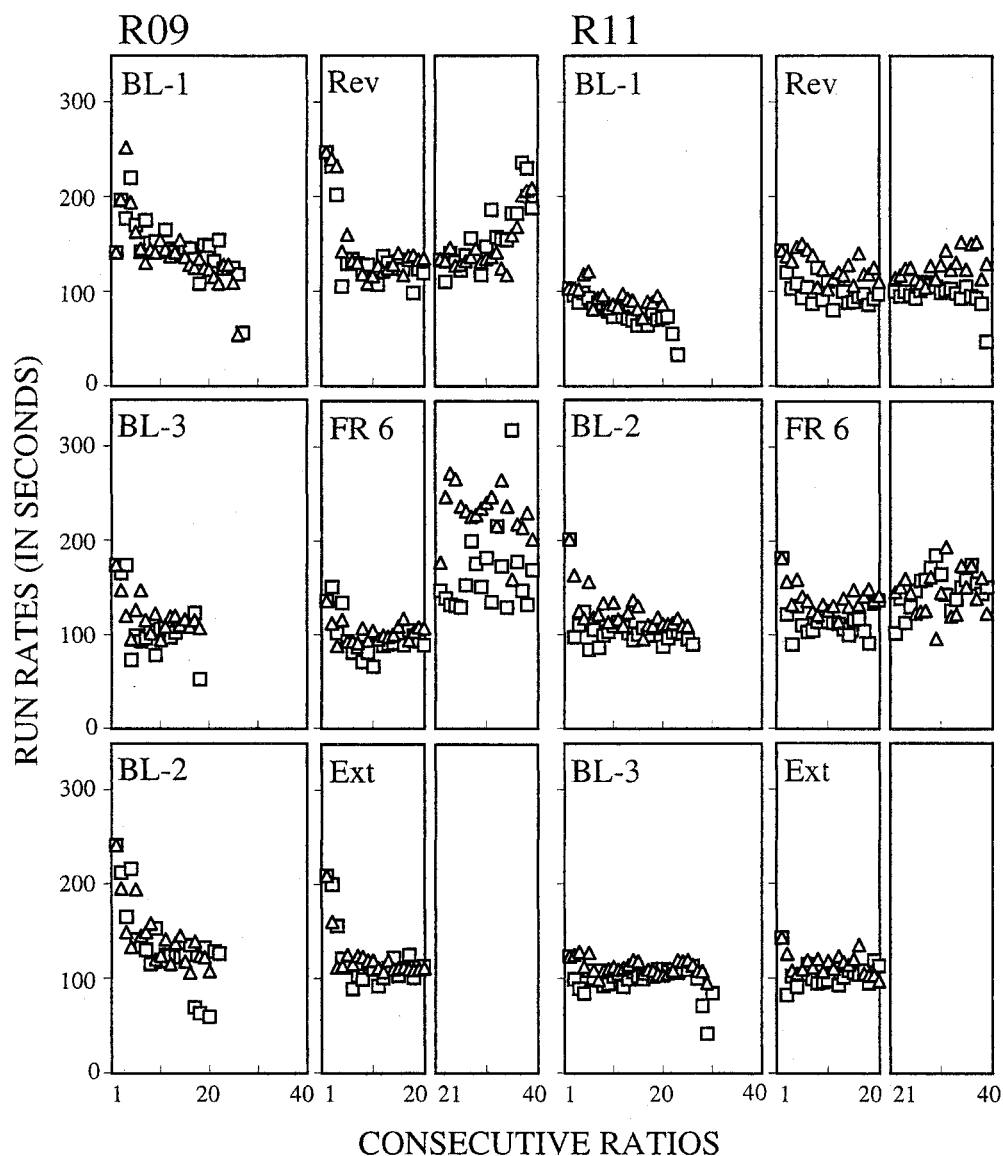 R09 R11
BL-1 Rev BL-1 Rev
300
200
100
0
BL-3 FR 6 BL-2 FR 6
300
200
100
0
BL-2 Ext BL-3 Ext
300
200
100
0
1 20 40 1 20 21 40 1 20 40 1 20 21 40
RUN RATES (IN SECONDS)
CONSECUTIVE RATIOS